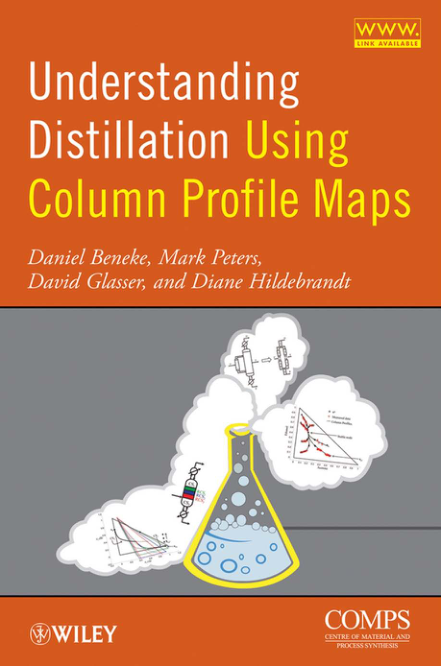 WWW.
LINK AVAILABLE
Understanding
Distillation Using
Column Profile Maps
Daniel Beneke, Mark Peters,
David Glasser, and Diane Hildebrandt
WILEY
COMPS
CENTRE OF MATERIAL AND
PROCESS SYNTHESIS